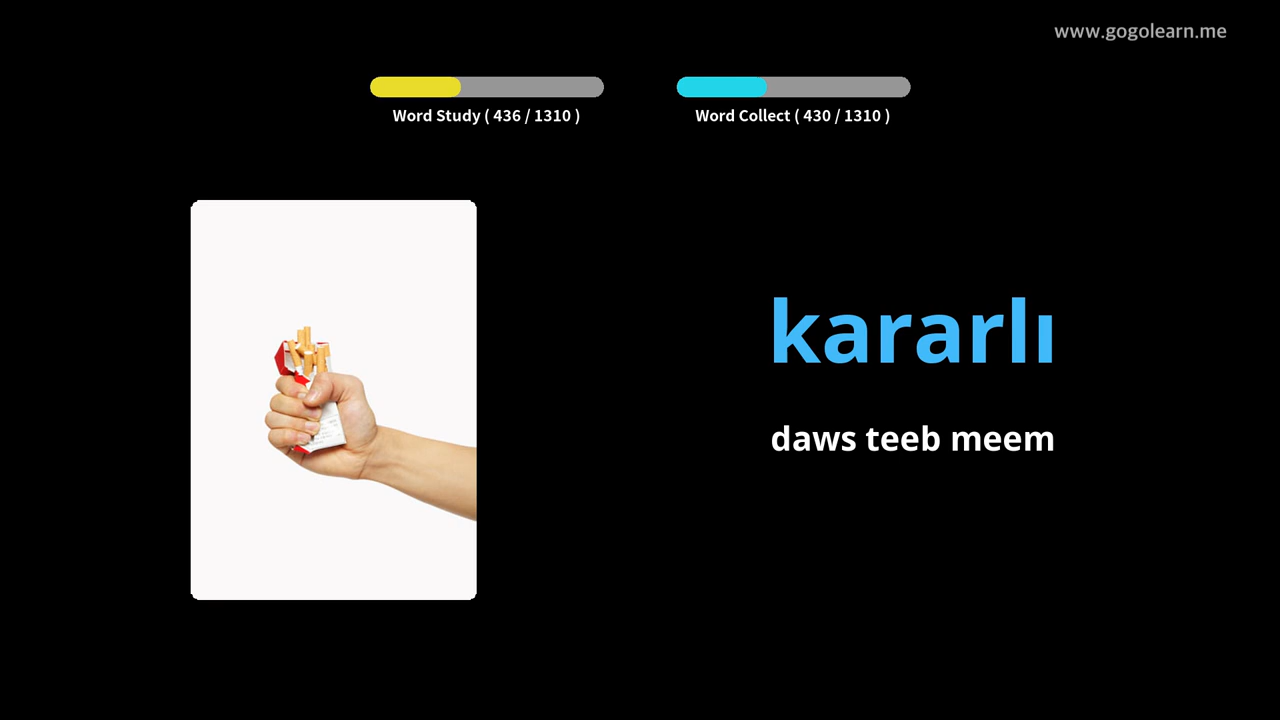 www.gogolearn.me
Word Study ( 436 / 1310 )
Word Collect ( 430 / 1310 )
kararlı
daws teeb meem